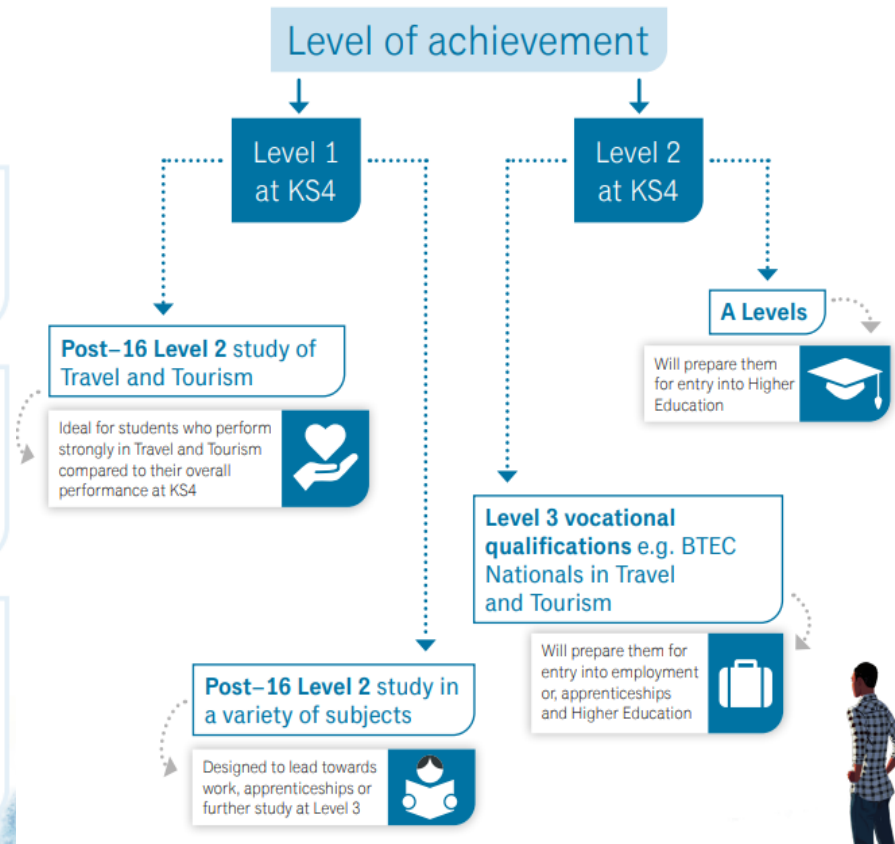 Level of achievement
Level 1
at KS4
Level 2
at KS4
Post–16 Level 2 study of
Travel and Tourism
Ideal for students who perform
strongly in Travel and Tourism
compared to their overall
performance at KS4
Post–16 Level 2 study in
a variety of subjects
Designed to lead towards
work, apprenticeships or
further study at Level 3
A Levels
Will prepare them
for entry into Higher
Education
Level 3 vocational
qualifications e.g. BTEC
Nationals in Travel
and Tourism
Will prepare them for
entry into employment
or, apprenticeships
and Higher Education